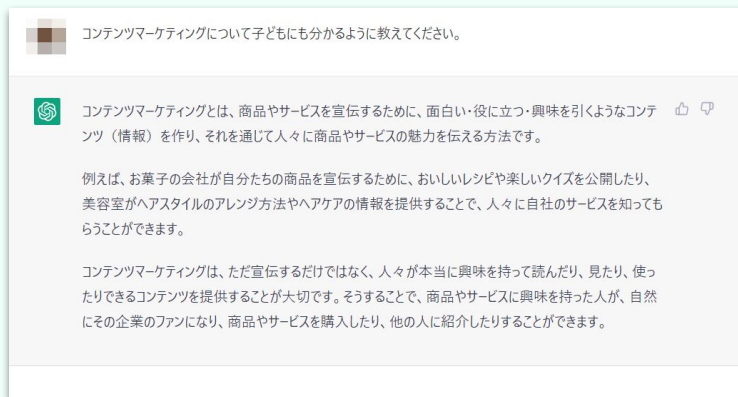 コンテンツマーケティングについて子どもにも分かるように教えてください。
コンテンツマーケティングとは、商品やサービスを宣伝するために、面白い・役に立つ・興味を引くようなコンテ
ンツ（情報）を作り、それを通じて人々に商品やサービスの魅力を伝える方法です。
例えば、お菓子の会社が自分たちの商品を宣伝するために、おいしいレシピや楽しいクイズを公開したり、
美容室がヘアスタイルのアレンジ方法やヘアケアの情報を提供することで、人々に自社のサービスを知っても
らうことができます。
コンテンツマーケティングは、ただ宣伝するだけではなく、人々が本当に興味を持って読んだり、見たり、使っ
たりできるコンテンツを提供することが大切です。そうすることで、商品やサービスに興味を持った人が、自然
にその企業のファンになり、商品やサービスを購入したり、他の人に紹介したりすることができます。